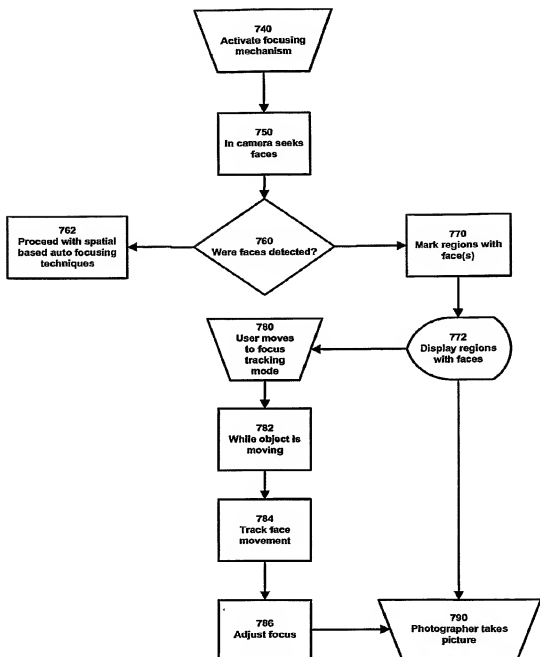 740
Activate focusing
mechanism
750
In camera seeks
faces
760
Were faces detected?
762
Proceed with spatial
based auto focusing
techniques
770
Mark regions with
face(s)
772
Display regions
with faces
780
User moves
to focus
tracking
mode
782
While object is
moving
784
Track face
movement
786
Adjust focus
790
Photographer takes
picture